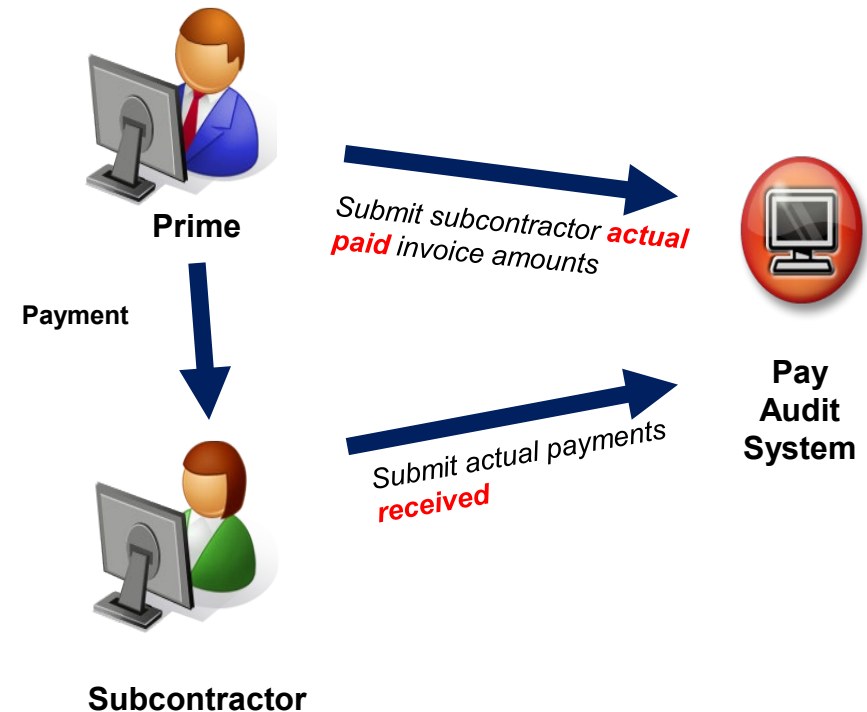 Prime
Submit subcontractor actual
paid invoice amounts
Payment
Pay
Audit
System
Submit actual payments
received
Subcontractor